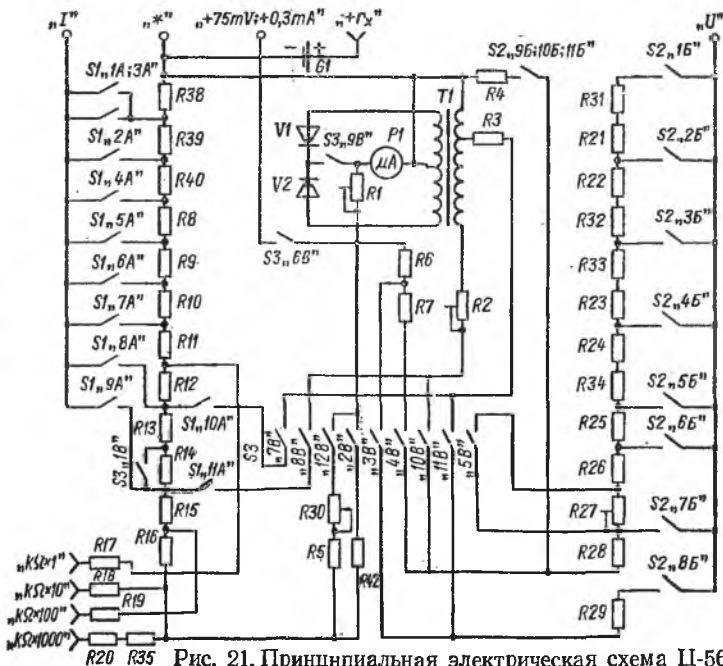 „I"
„*"
„+75mV;+0,3mA"
„+rx"
„U"
G1
S2„9Б;10Б;11Б"
S2„1Б"
S1„1А;3А"
R38
R4
R31
T1
V1
S3„9В"
P1
R3
S1„2А"
R39
µA
R21
S2„2Б"
V2
R1
R22
S1„4А"
R40
R32
S2„3Б"
S1„5А"
R8
S3„6В"
R6
R33
S1„6А"
R9
R7
R2
R23
S2„4Б"
S1„7А"
R10
R24
S1„8А"
R11
R34
S2„5Б"
S1„9А"
R12
S1„10А"
R25
S2„6Б"
R13
S3
„7В"
„8В"
„12В"
„2В"
„3В"
„4В"
„10В"
„11В"
„5В"
R26
S3„1В"
R14
S1„11А"
R27
S2„7Б"
R15
R30
R28
R16
R5
R42
S2„8Б"
„kΩ×1"
R17
„kΩ×10"
R18
R29
„kΩ×100"
R19
„kΩ×1000"
R20
R35
Рис. 21. Принципиальная электрическая схема Ц-56